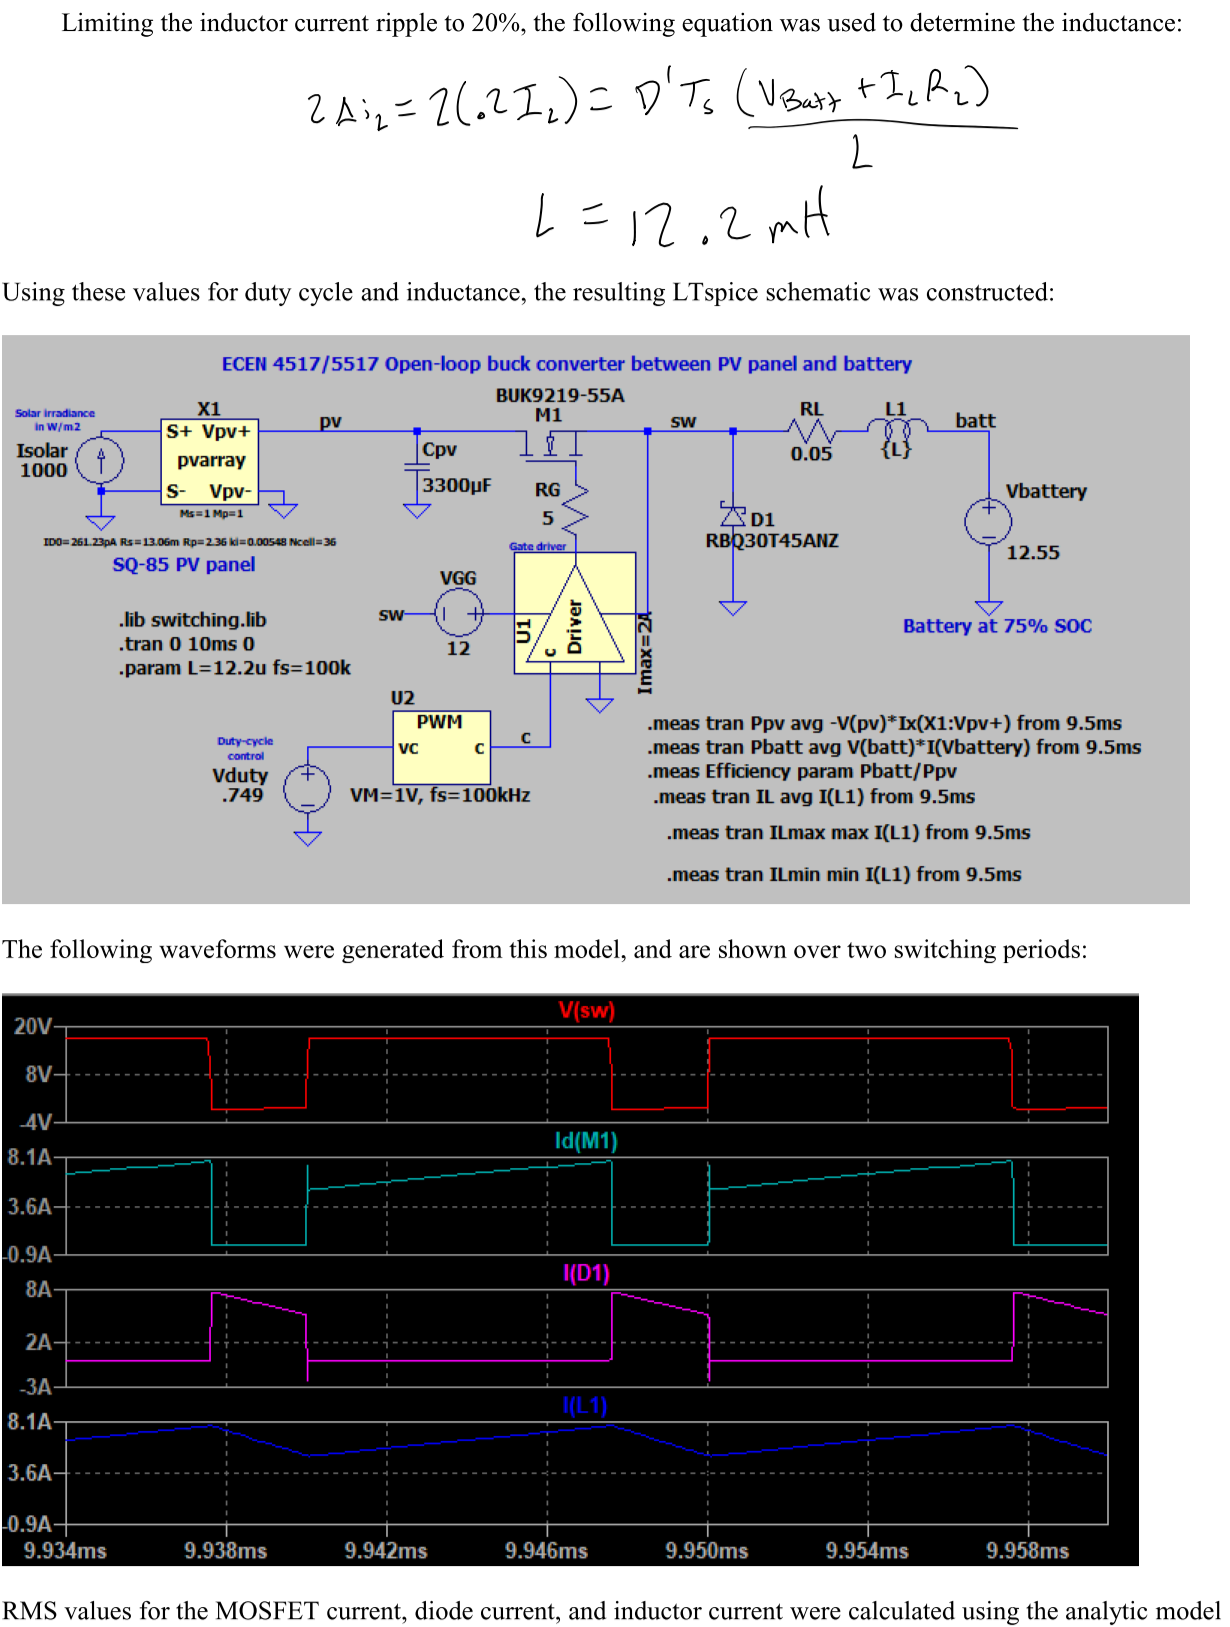 Limiting the inductor current ripple to 20%, the following equation was used to determine the inductance:
2Δi_L = 2(.2I_L) = D'T_s (V_Batt + I_L R_L)
L
L = 12.2 mH
Using these values for duty cycle and inductance, the resulting LTspice schematic was constructed:
ECEN 4517/5517 Open-loop buck converter between PV panel and battery
BUK9219-55A
M1
Solar irradiance
in W/m2
Isolar
1000
X1
S+ Vpv+
pvarray
S- Vpv-
Ms=1 Mp=1
ID0=261.23pA Rs=13.06m Rp=2.36 ki=0.00548 Ncell=36
SQ-85 PV panel
pv
Cpv
3300µF
RG
5
Gate driver
sw
RL
0.05
L1
{L}
batt
D1
RBQ30T45ANZ
Vbattery
12.55
Battery at 75% SOC
.lib switching.lib
.tran 0 10ms 0
.param L=12.2u fs=100k
VGG
sw
12
U1
Driver
c
Imax=2A
U2
PWM
vc c
c
VM=1V, fs=100kHz
Duty-cycle
control
Vduty
.749
.meas tran Ppv avg -V(pv)*Ix(X1:Vpv+) from 9.5ms
.meas tran Pbatt avg V(batt)*I(Vbattery) from 9.5ms
.meas Efficiency param Pbatt/Ppv
.meas tran IL avg I(L1) from 9.5ms
.meas tran ILmax max I(L1) from 9.5ms
.meas tran ILmin min I(L1) from 9.5ms
The following waveforms were generated from this model, and are shown over two switching periods:
V(sw)
20V
8V
-4V
Id(M1)
8.1A
3.6A
-0.9A
I(D1)
8A
2A
-3A
I(L1)
8.1A
3.6A
-0.9A
9.934ms 9.938ms 9.942ms 9.946ms 9.950ms 9.954ms 9.958ms
RMS values for the MOSFET current, diode current, and inductor current were calculated using the analytic model